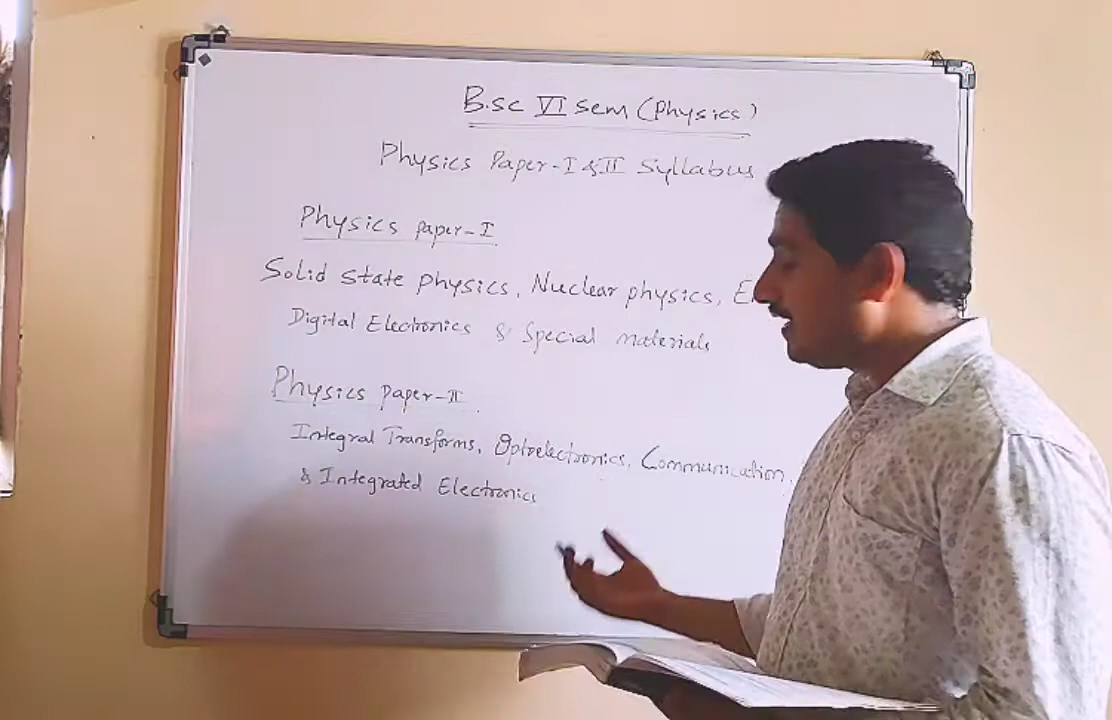 B.sc VI sem (Physics)
Physics Paper-I & II Syllabus
Physics paper-I
Solid state physics, Nuclear physics,
Digital Electronics & Special materials
Physics paper-II
Integral Transforms, Optoelectronics, Communication,
& Integrated Electronics